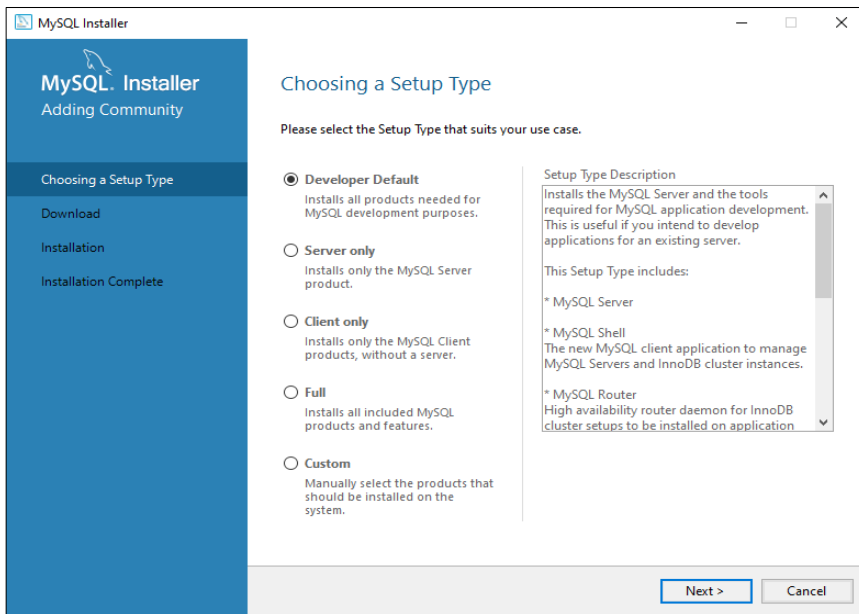 MySQL Installer
MySQL. Installer
Adding Community
Choosing a Setup Type
Download
Installation
Installation Complete
Choosing a Setup Type
Please select the Setup Type that suits your use case.
Developer Default
Installs all products needed for
MySQL development purposes.
Server only
Installs only the MySQL Server
product.
Client only
Installs only the MySQL Client
products, without a server.
Full
Installs all included MySQL
products and features.
Custom
Manually select the products that
should be installed on the
system.
Setup Type Description
Installs the MySQL Server and the tools
required for MySQL application development.
This is useful if you intend to develop
applications for an existing server.
This Setup Type includes:
* MySQL Server
* MySQL Shell
The new MySQL client application to manage
MySQL Servers and InnoDB cluster instances.
* MySQL Router
High availability router daemon for InnoDB
cluster setups to be installed on application
Next >
Cancel